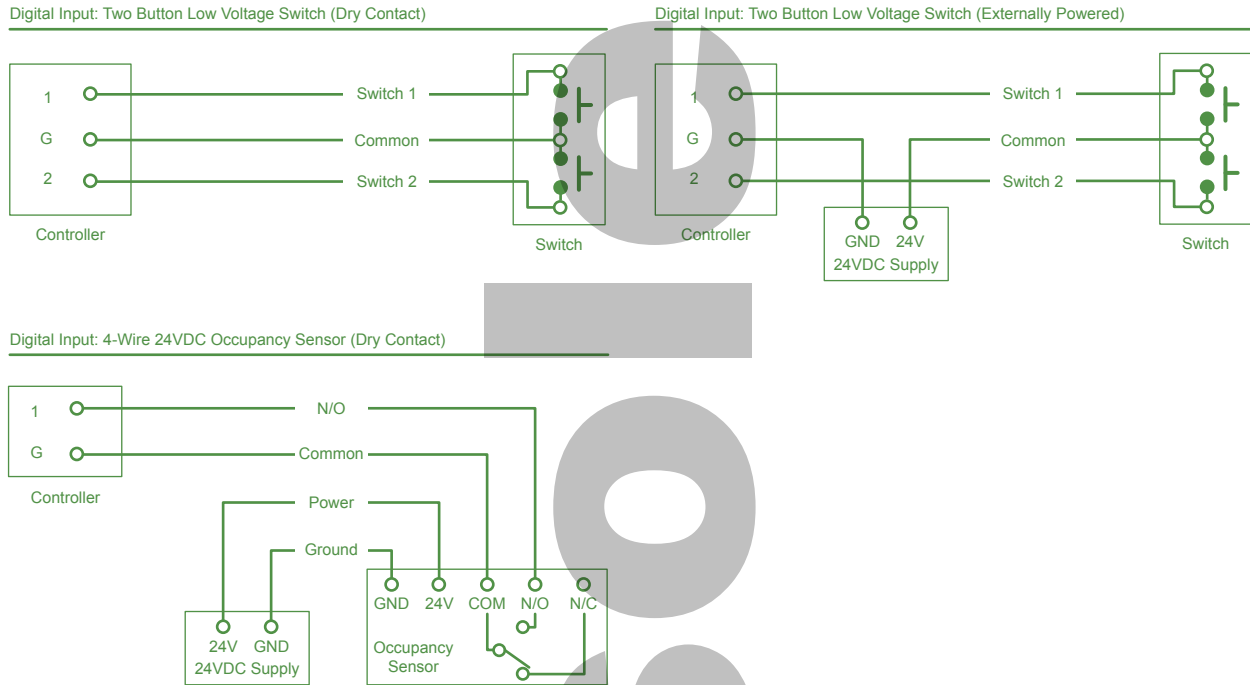 Digital Input: Two Button Low Voltage Switch (Dry Contact)
1
Switch 1
G
Common
2
Switch 2
Controller
Switch
Digital Input: Two Button Low Voltage Switch (Externally Powered)
1
Switch 1
G
Common
2
Switch 2
Controller
GND 24V
24VDC Supply
Switch
Digital Input: 4-Wire 24VDC Occupancy Sensor (Dry Contact)
1
N/O
G
Common
Controller
Power
Ground
GND 24V COM N/O N/C
24V GND
24VDC Supply
Occupancy
Sensor